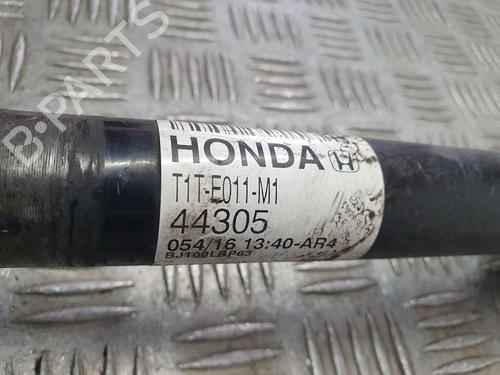 B-PARTS
HONDA
T1T-E011-M1
44305
054/16 13:40-AR4
BJ109LBP63